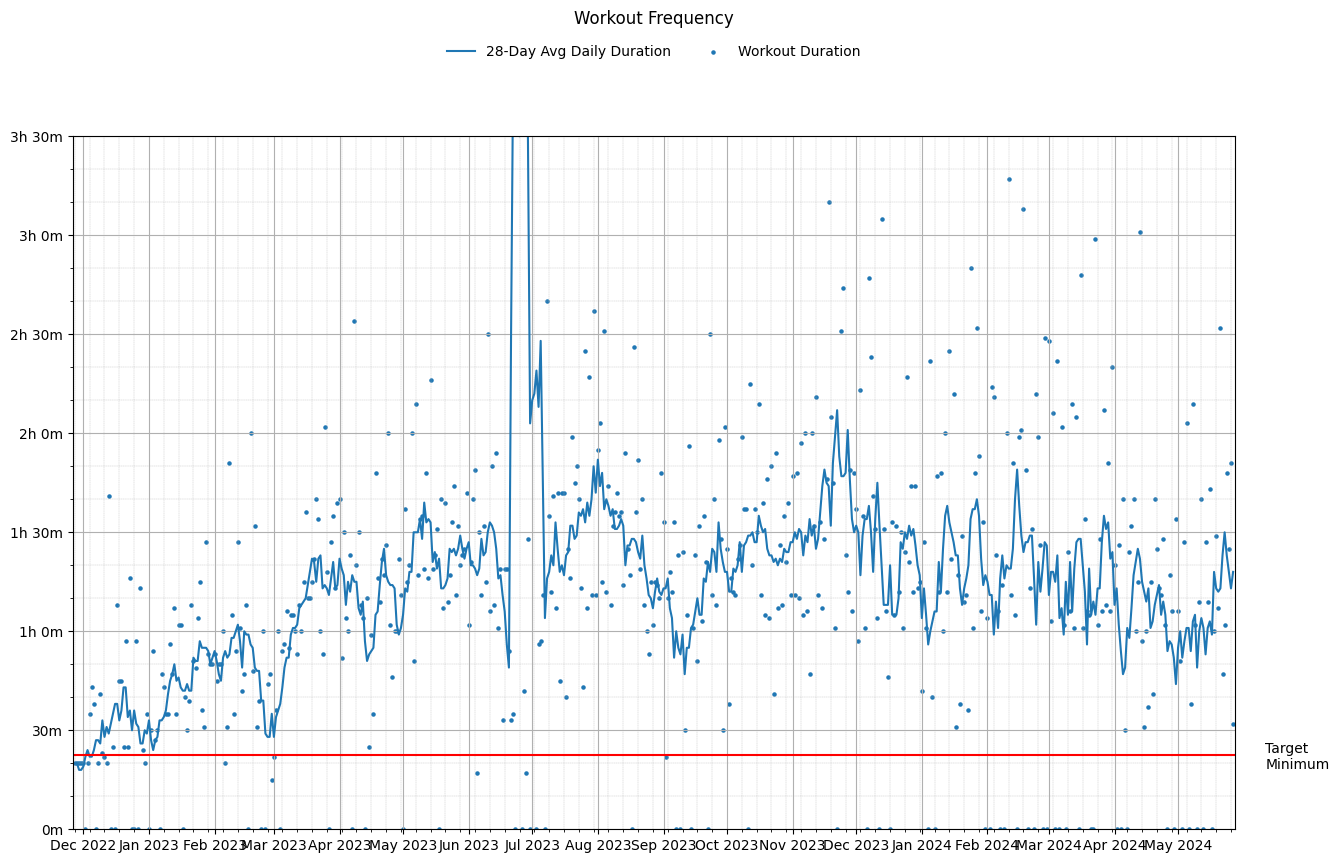 Workout Frequency
28-Day Avg Daily Duration
Workout Duration
3h 30m
3h 0m
2h 30m
2h 0m
1h 30m
1h 0m
30m
0m
Target
Minimum
Dec 2022 Jan 2023 Feb 2023 Mar 2023 Apr 2023 May 2023 Jun 2023 Jul 2023 Aug 2023 Sep 2023 Oct 2023 Nov 2023 Dec 2023 Jan 2024 Feb 2024 Mar 2024 Apr 2024 May 2024